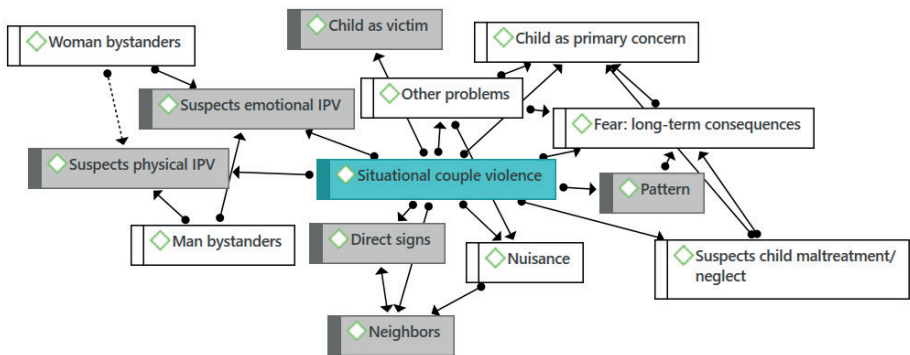 Child as victim
Woman bystanders
Child as primary concern
Other problems
Suspects emotional IPV
Fear: long-term consequences
Suspects physical IPV
Situational couple violence
Pattern
Man bystanders
Direct signs
Nuisance
Suspects child maltreatment/
neglect
Neighbors